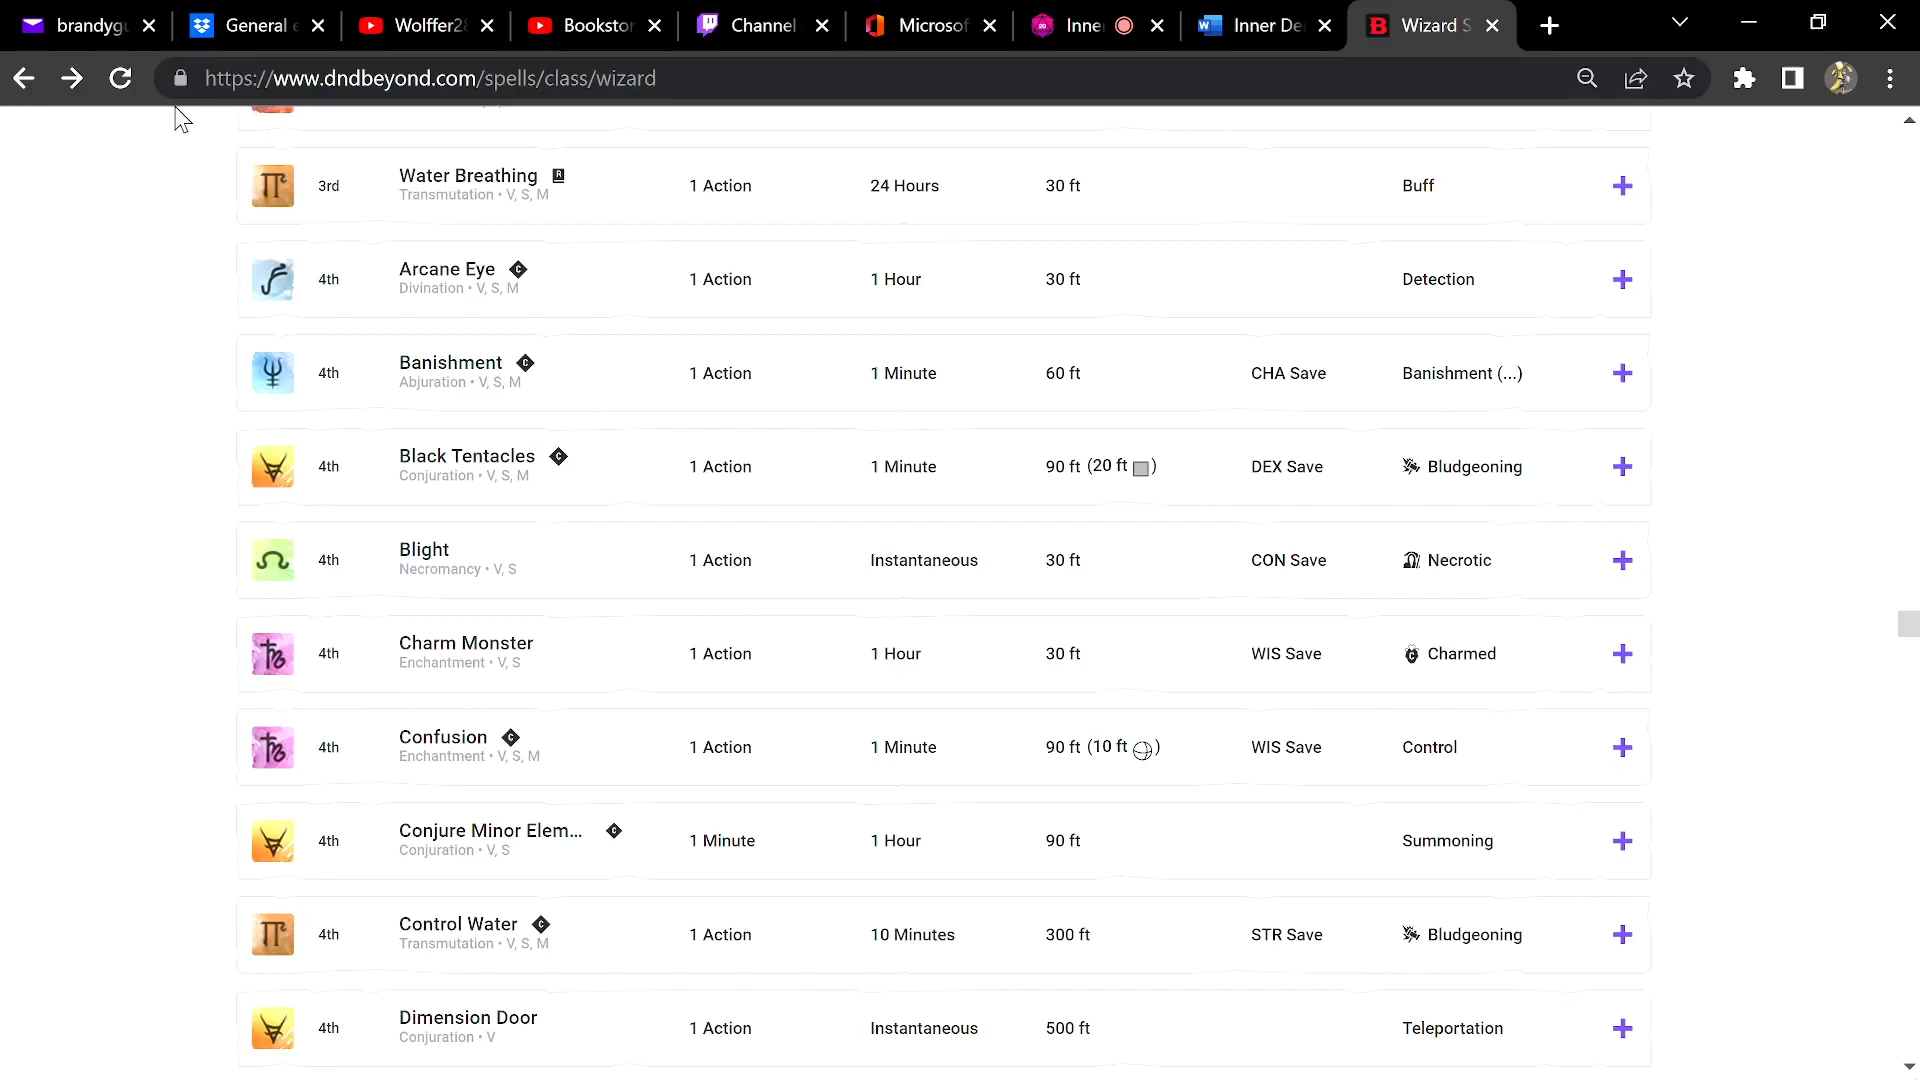 brandygu
General e
Wolffer28
Bookstor
Channel
Microsof
Inne
Inner De
Wizard S
https://www.dndbeyond.com/spells/class/wizard
3rd Water Breathing R 1 Action 24 Hours 30 ft Buff
Transmutation • V, S, M
4th Arcane Eye C 1 Action 1 Hour 30 ft Detection
Divination • V, S, M
4th Banishment C 1 Action 1 Minute 60 ft CHA Save Banishment (...)
Abjuration • V, S, M
4th Black Tentacles C 1 Action 1 Minute 90 ft (20 ft ) DEX Save Bludgeoning
Conjuration • V, S, M
4th Blight 1 Action Instantaneous 30 ft CON Save Necrotic
Necromancy • V, S
4th Charm Monster 1 Action 1 Hour 30 ft WIS Save Charmed
Enchantment • V, S
4th Confusion C 1 Action 1 Minute 90 ft (10 ft ) WIS Save Control
Enchantment • V, S, M
4th Conjure Minor Elem... C 1 Minute 1 Hour 90 ft Summoning
Conjuration • V, S
4th Control Water C 1 Action 10 Minutes 300 ft STR Save Bludgeoning
Transmutation • V, S, M
4th Dimension Door 1 Action Instantaneous 500 ft Teleportation
Conjuration • V